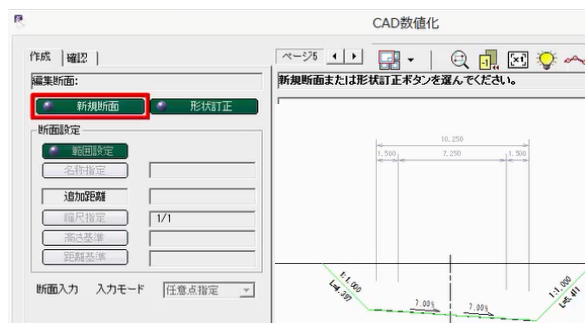 CAD数値化
作成 確認
ページ5
編集断面:
新規断面または形状訂正ボタンを選んでください。
新規断面 形状訂正
断面設定
範囲設定
名称指定
追加距離
縮尺指定 1/1
高さ基準
距離基準
断面入力 入力モード 任意点指定
10,250
1,500 7,250 1,500
1:1.000
L=4.397
7.00%
7.00%
1:1.000